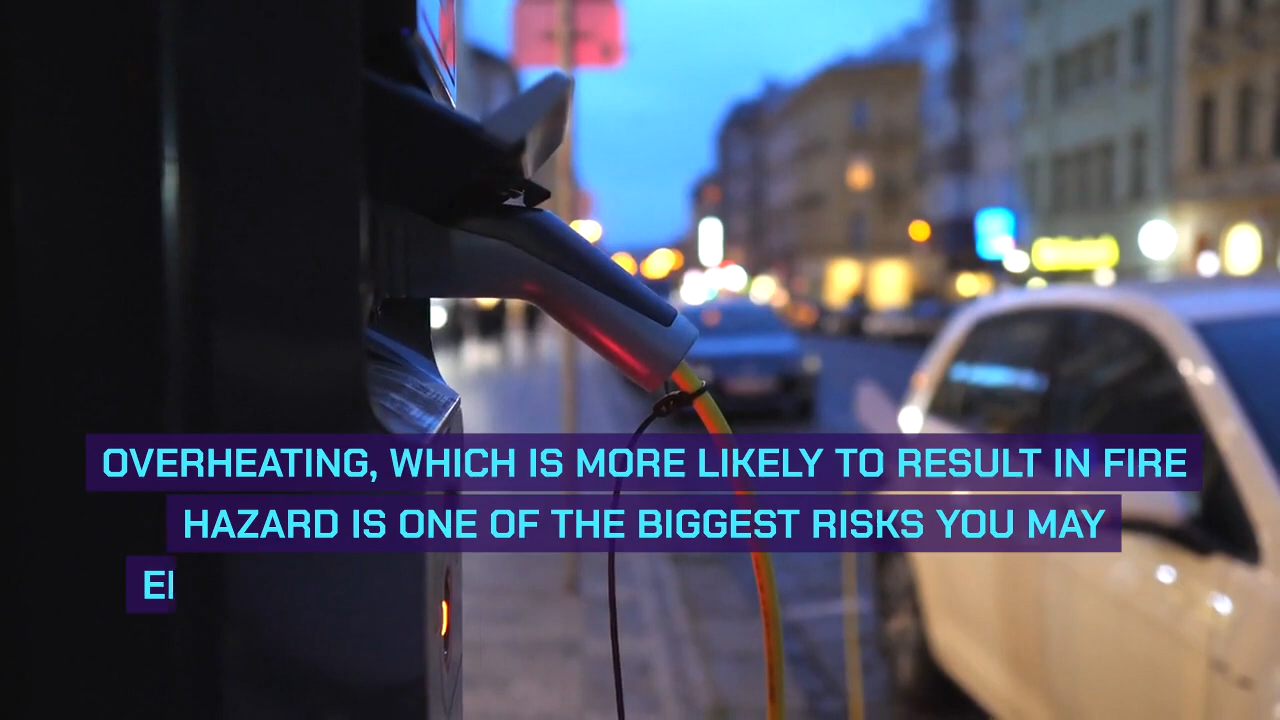 OVERHEATING, WHICH IS MORE LIKELY TO RESULT IN FIRE
HAZARD IS ONE OF THE BIGGEST RISKS YOU MAY